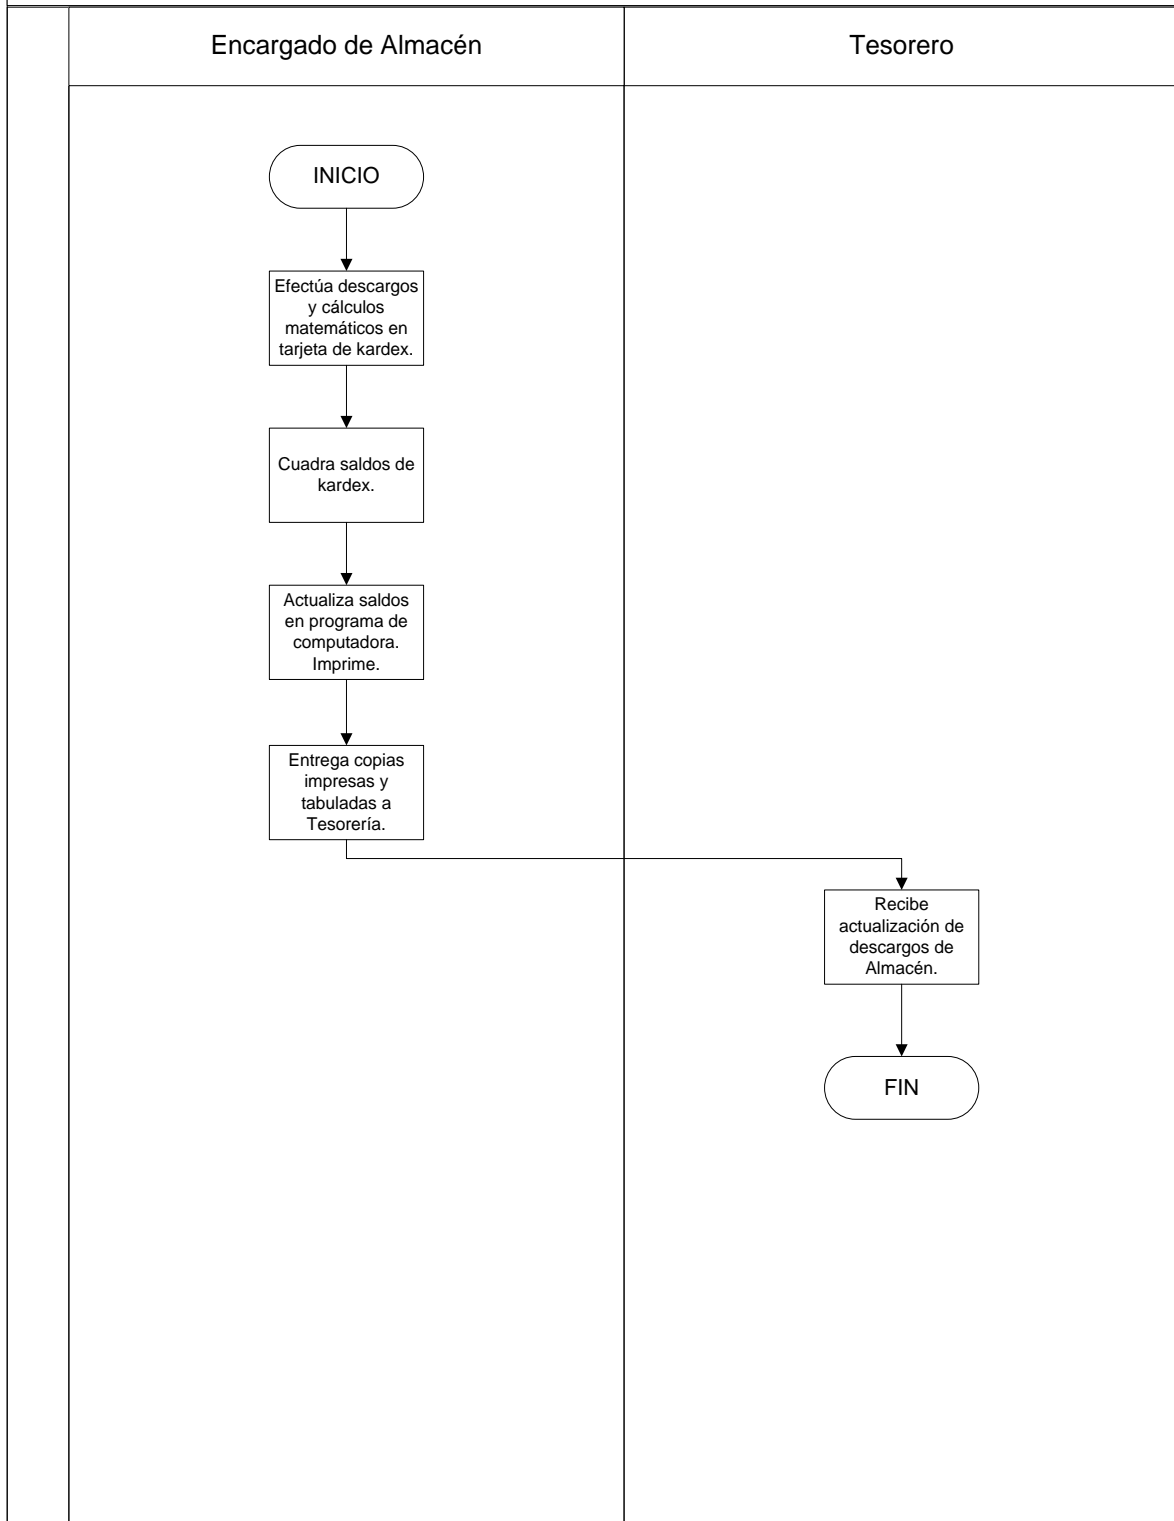 Encargado de Almacén
Tesorero
INICIO
Efectúa descargos
y cálculos
matemáticos en
tarjeta de kardex.
Cuadra saldos de
kardex.
Actualiza saldos
en programa de
computadora.
Imprime.
Entrega copias
impresas y
tabuladas a
Tesorería.
Recibe
actualización de
descargos de
Almacén.
FIN